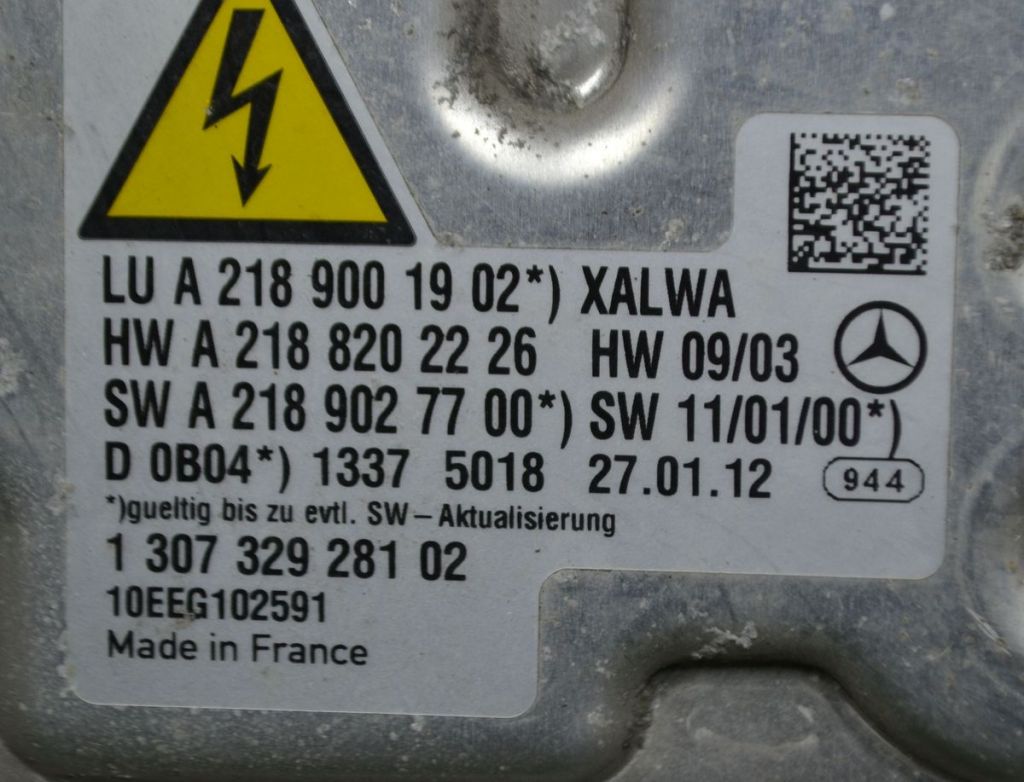 LU A 218 900 19 02*) XALWA
HW A 218 820 22 26 HW 09/03
SW A 218 902 77 00*) SW 11/01/00*)
D 0B04*) 1337 5018 27.01.12 944
*)gueltig bis zu evtl. SW-Aktualisierung
1 307 329 281 02
10EEG102591
Made in France